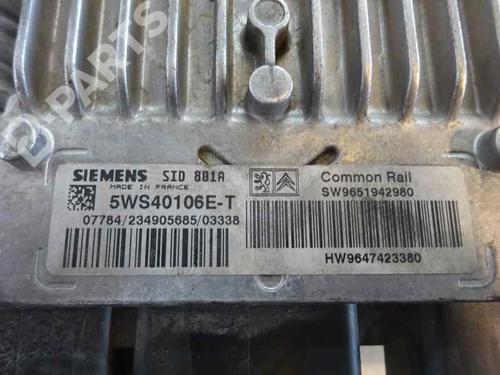 SIEMENS SID 801A
MADE IN FRANCE
5WS40106E-T
07784/234905685/03338
Common Rail
SW9651942980
HW9647423380
B-PARTS